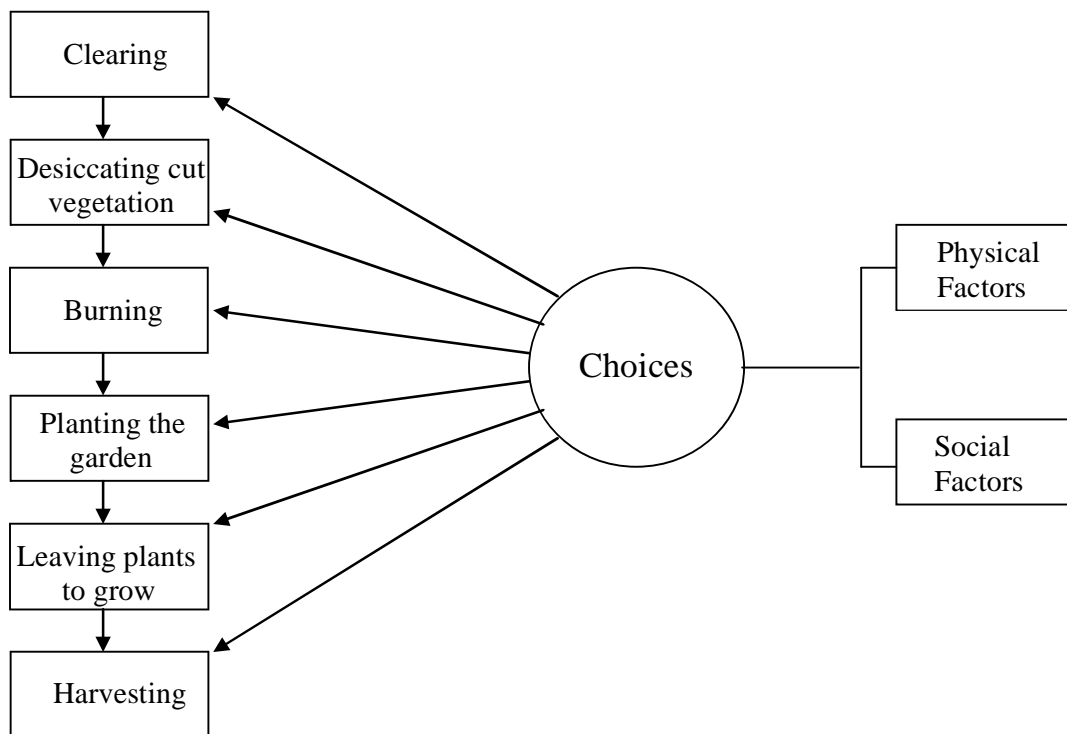 Clearing
Desiccating cut
vegetation
Burning
Planting the
garden
Leaving plants
to grow
Harvesting
Choices
Physical
Factors
Social
Factors